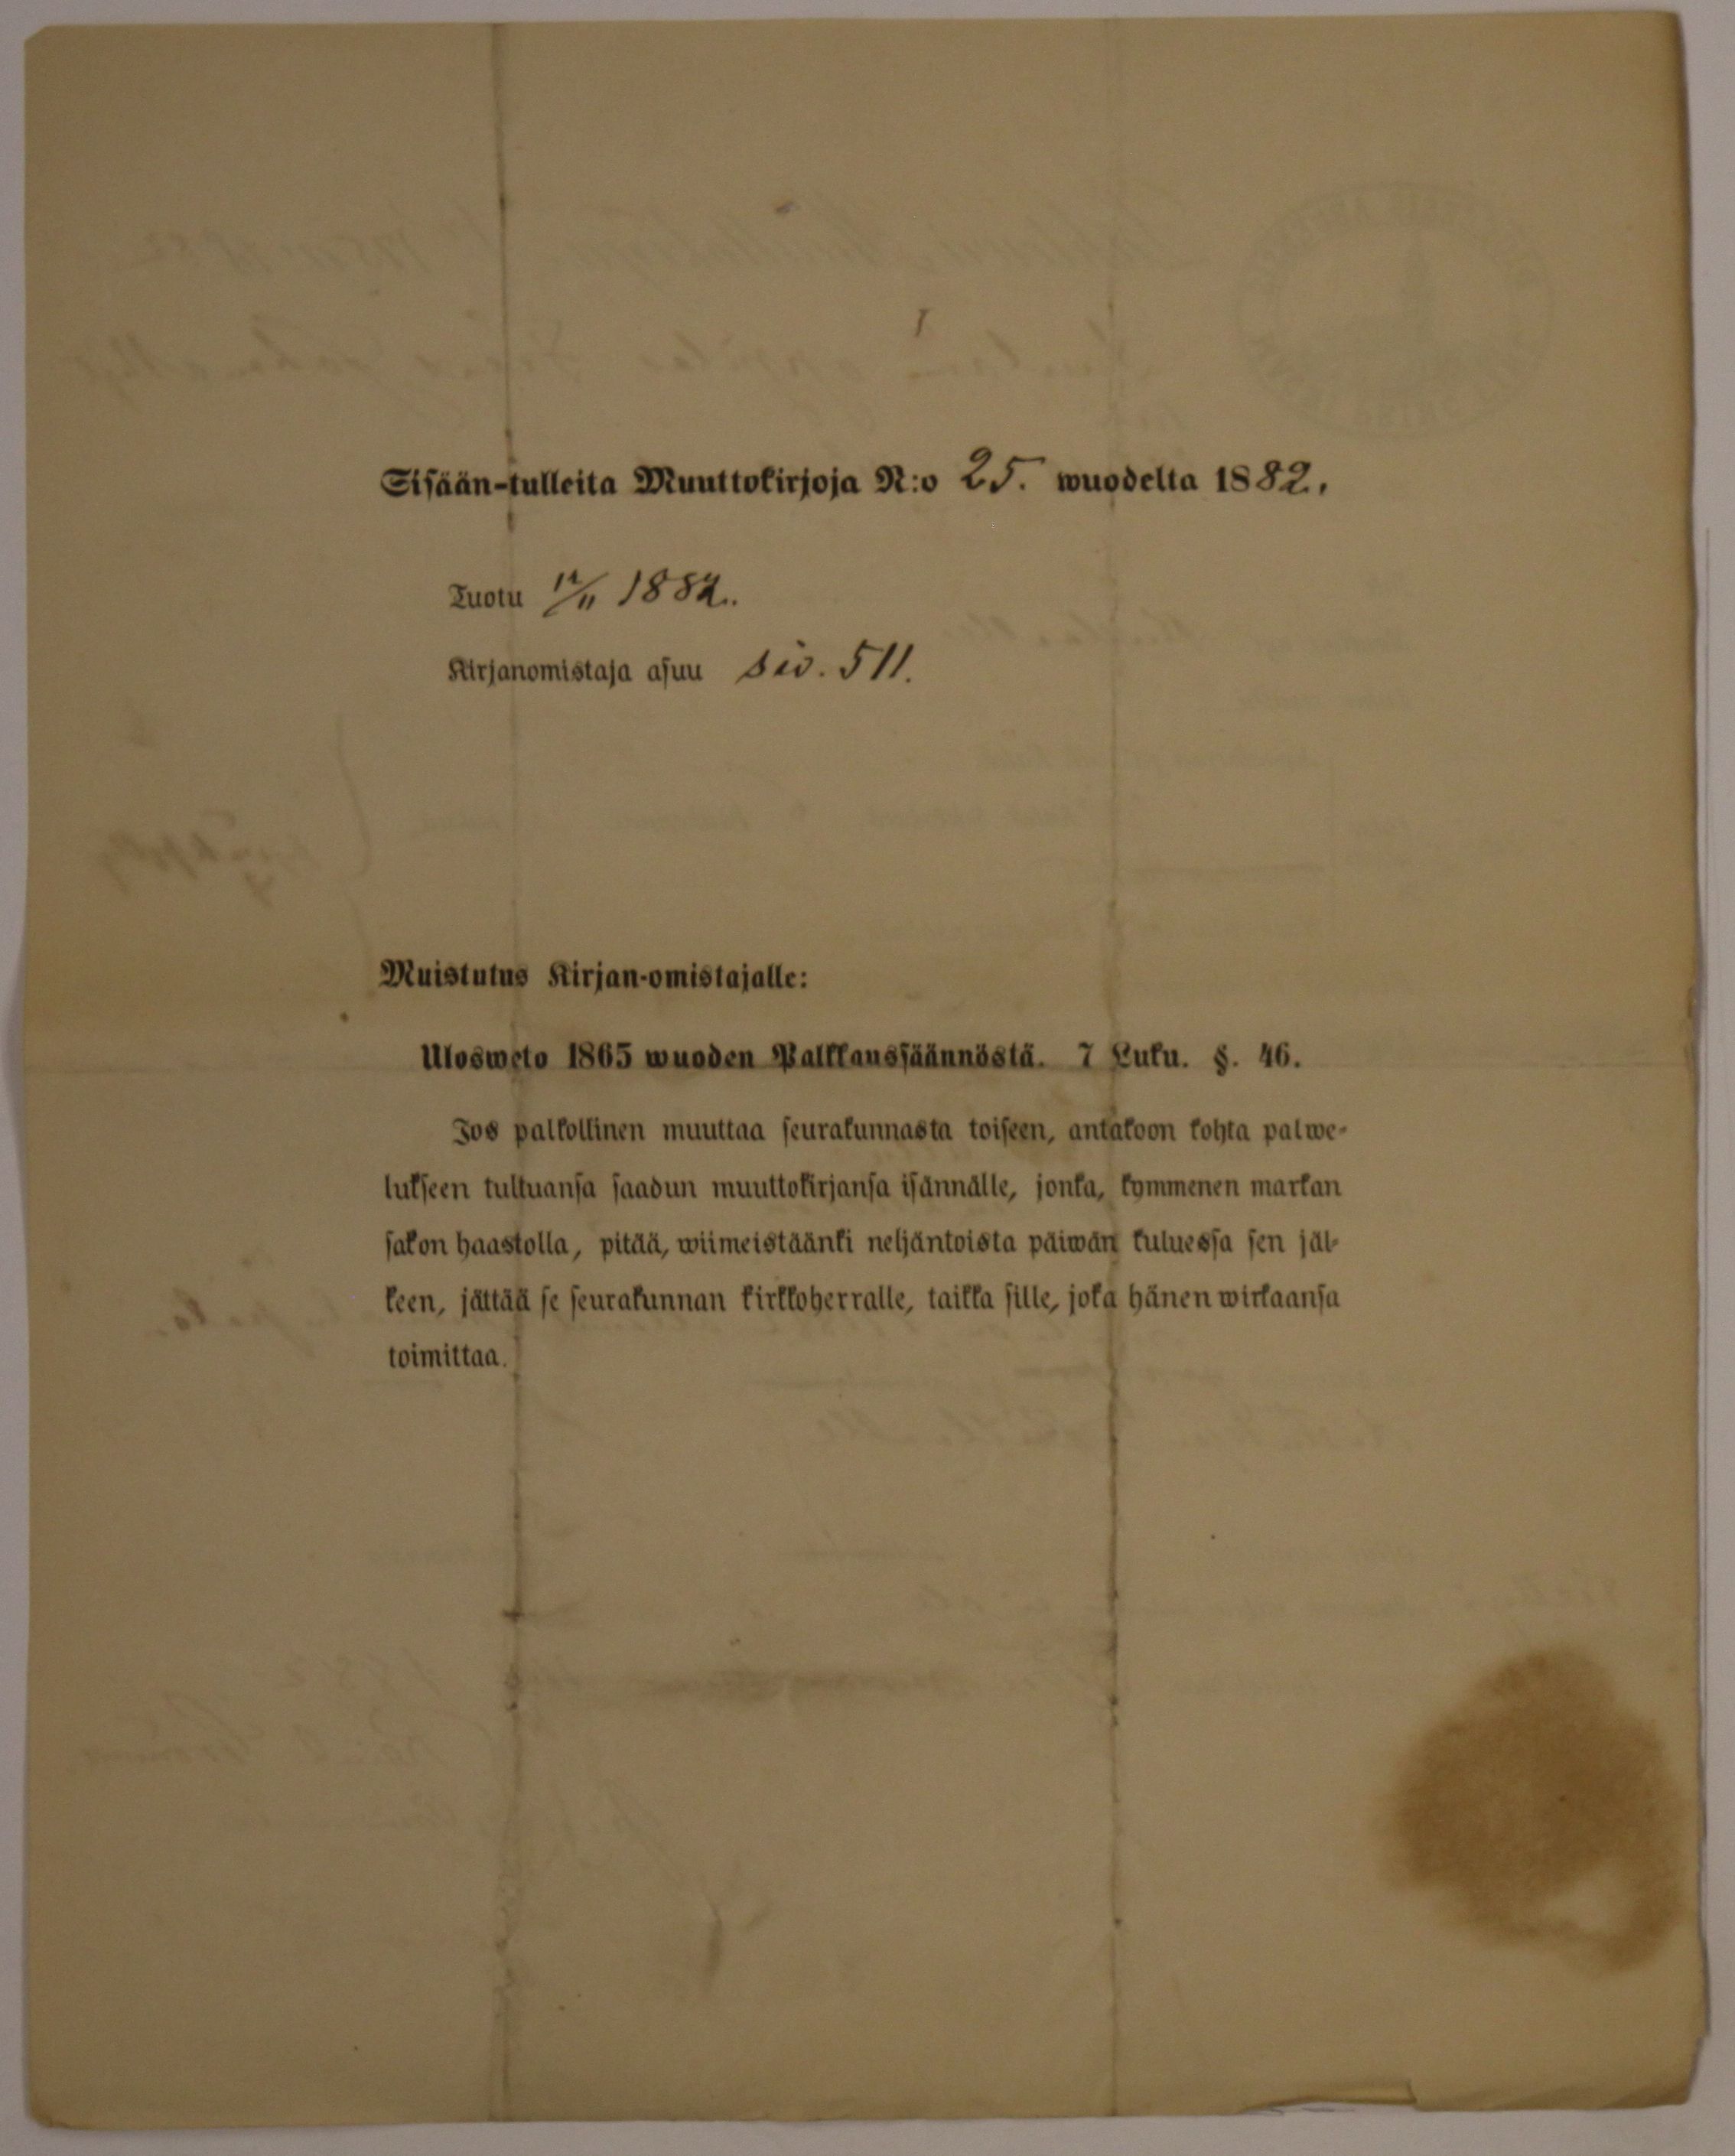 Sisään-tulleita Muuttokirjoja N:o 25. wuodelta 1882.
Tuotu 12/11 1882.
Kirjanomistaja asuu siv. 511.
Muistutus Kirjan-omistajalle:
Ulosweto 1865 wuoden Palkkaussäännöstä. 7 Luku. §. 46.
Jos palkollinen muuttaa seurakunnasta toiseen, antakoon kohta palwe-
lukseen tultuansa saadun muuttokirjansa isännälle, jonka, kymmenen markan
sakon haastolla, pitää, wiimeistäänki neljäntoista päiwän kuluessa sen jäl-
keen, jättää se seurakunnan kirkkoherralle, taikka sille, joka hänen wirkaansa
toimittaa.